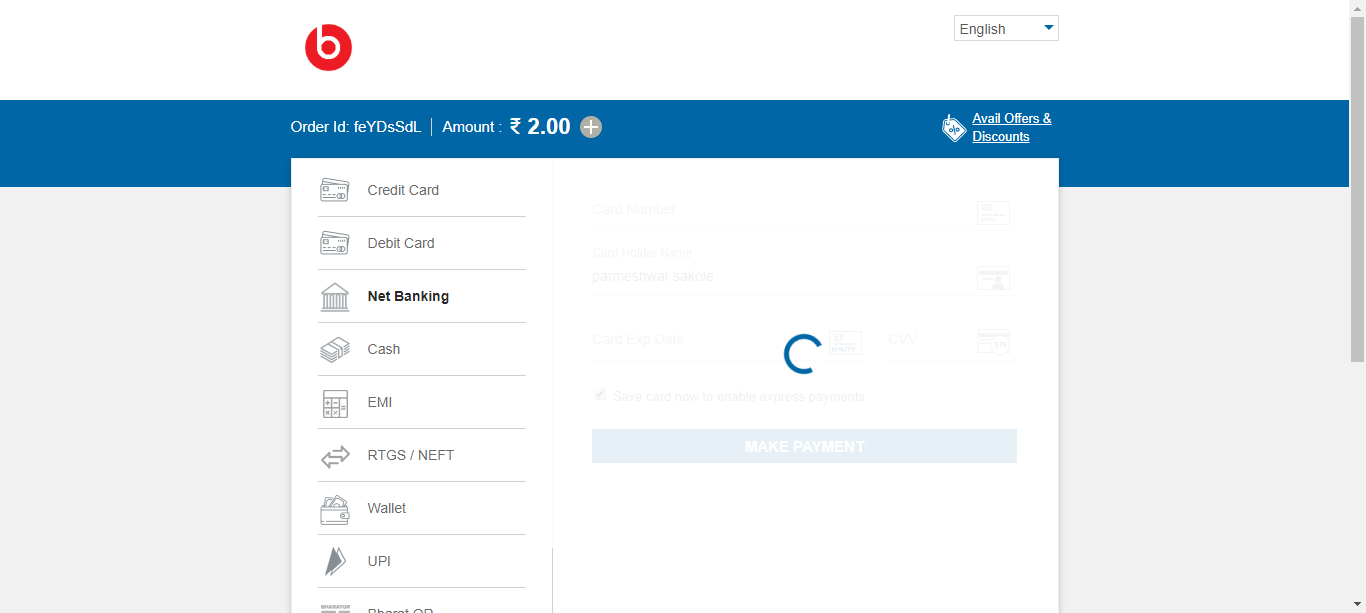 b
English
Order Id: feYDsSdL
Amount : ₹ 2.00
Avail Offers &
Discounts
Credit Card
Debit Card
Net Banking
Cash
EMI
RTGS / NEFT
Wallet
UPI
BHARATQR
Bharat QR
Card Number
Card Holder Name
parmeshwar sakole
Card Exp Date
MM/YY
CVV
Save card now to enable express payments
MAKE PAYMENT